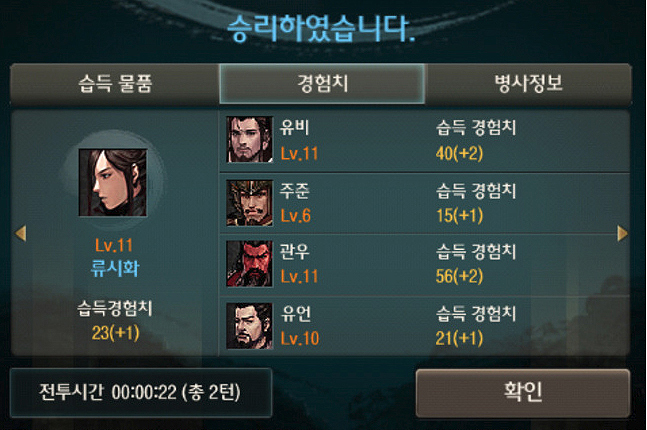 승리하였습니다.
습득 물품
경험치
병사정보
유비
Lv.11
습득 경험치
40(+2)
주준
Lv.6
습득 경험치
15(+1)
관우
Lv.11
습득 경험치
56(+2)
유언
Lv.10
습득 경험치
21(+1)
Lv.11
류시화
습득경험치
23(+1)
전투시간 00:00:22 (총 2턴)
확인